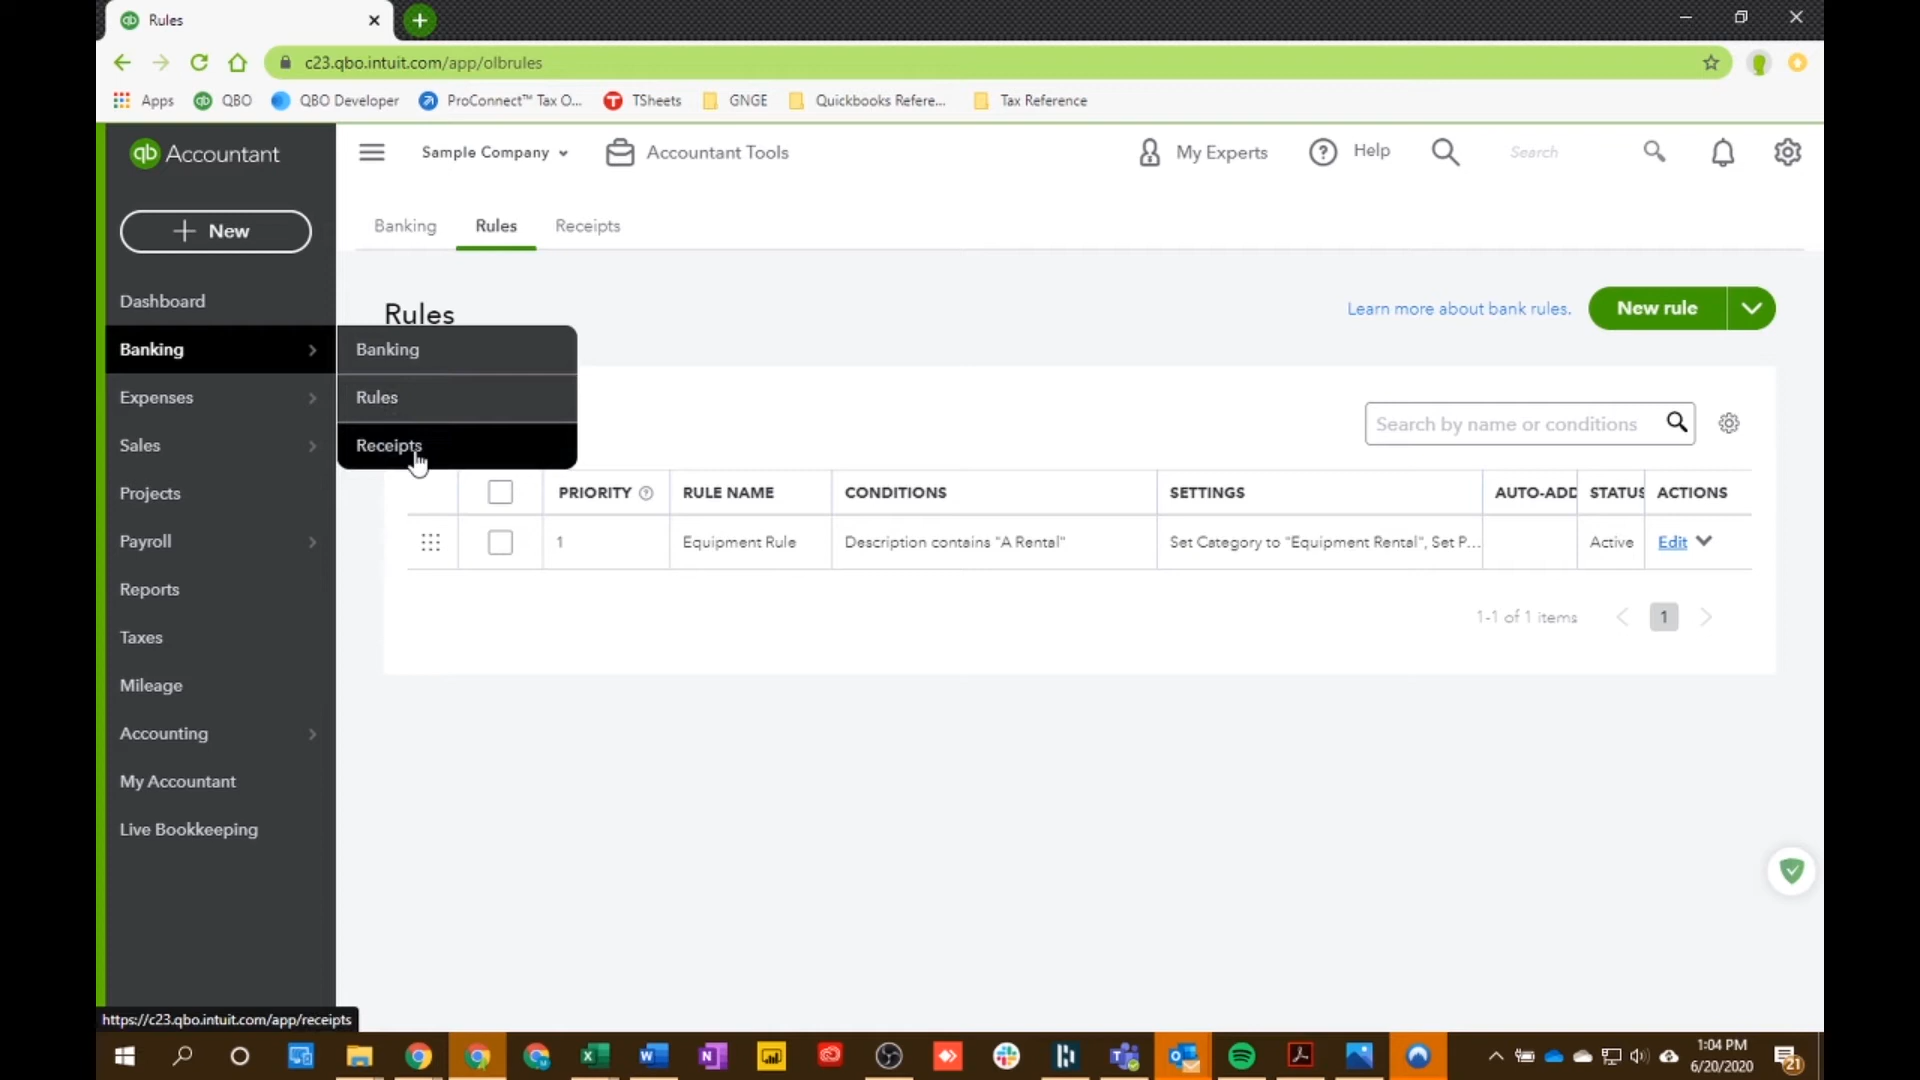 Rules
c23.qbo.intuit.com/app/olbrules
Apps QBO QBO Developer ProConnect™ Tax O... TSheets GNGE Quickbooks Refere... Tax Reference
qb Accountant
Sample Company
Accountant Tools
My Experts
Help
Search
New
Dashboard
Banking
Expenses
Sales
Projects
Payroll
Reports
Taxes
Mileage
Accounting
My Accountant
Live Bookkeeping
Banking
Rules
Receipts
Banking Rules Receipts
Rules
Learn more about bank rules.
New rule
Search by name or conditions
PRIORITY RULE NAME CONDITIONS SETTINGS AUTO-ADD STATUS ACTIONS
1 Equipment Rule Description contains "A Rental" Set Category to "Equipment Rental", Set P... Active Edit
1-1 of 1 items 1
https://c23.qbo.intuit.com/app/receipts
1:04 PM
6/20/2020
21